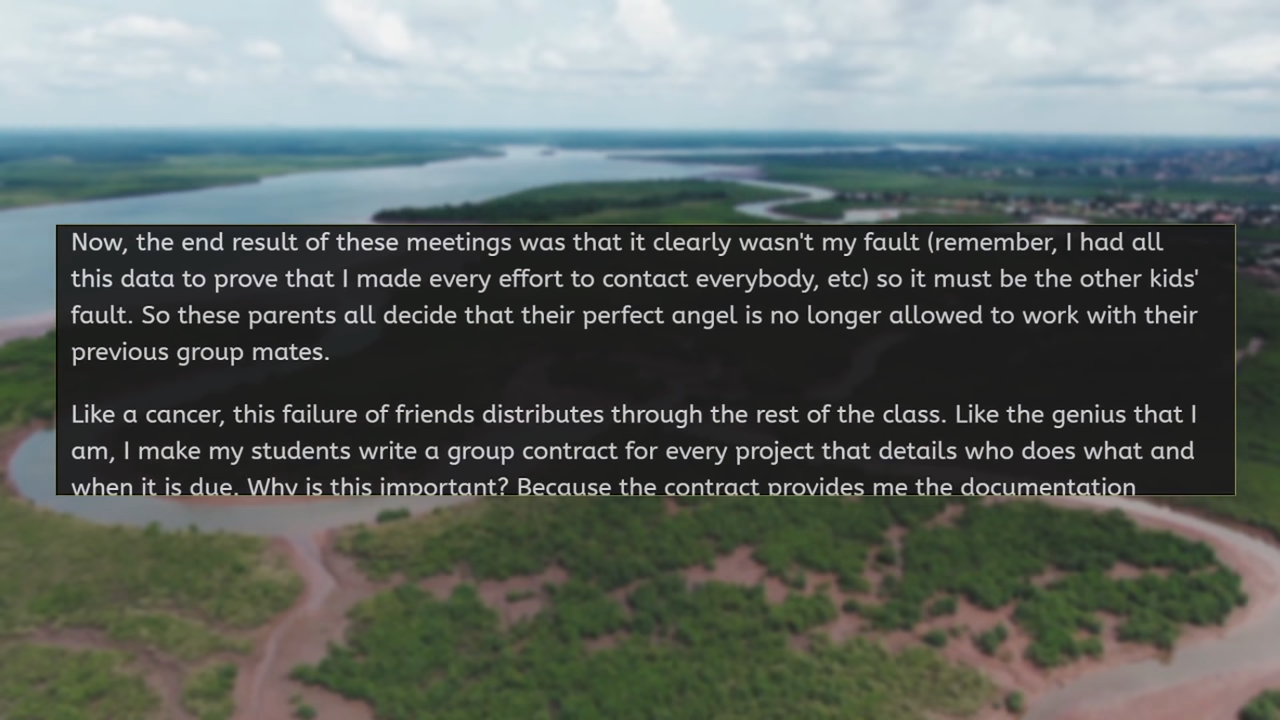 Now, the end result of these meetings was that it clearly wasn't my fault (remember, I had all
this data to prove that I made every effort to contact everybody, etc) so it must be the other kids'
fault. So these parents all decide that their perfect angel is no longer allowed to work with their
previous group mates.
Like a cancer, this failure of friends distributes through the rest of the class. Like the genius that I
am, I make my students write a group contract for every project that details who does what and
when it is due. Why is this important? Because the contract provides me the documentation